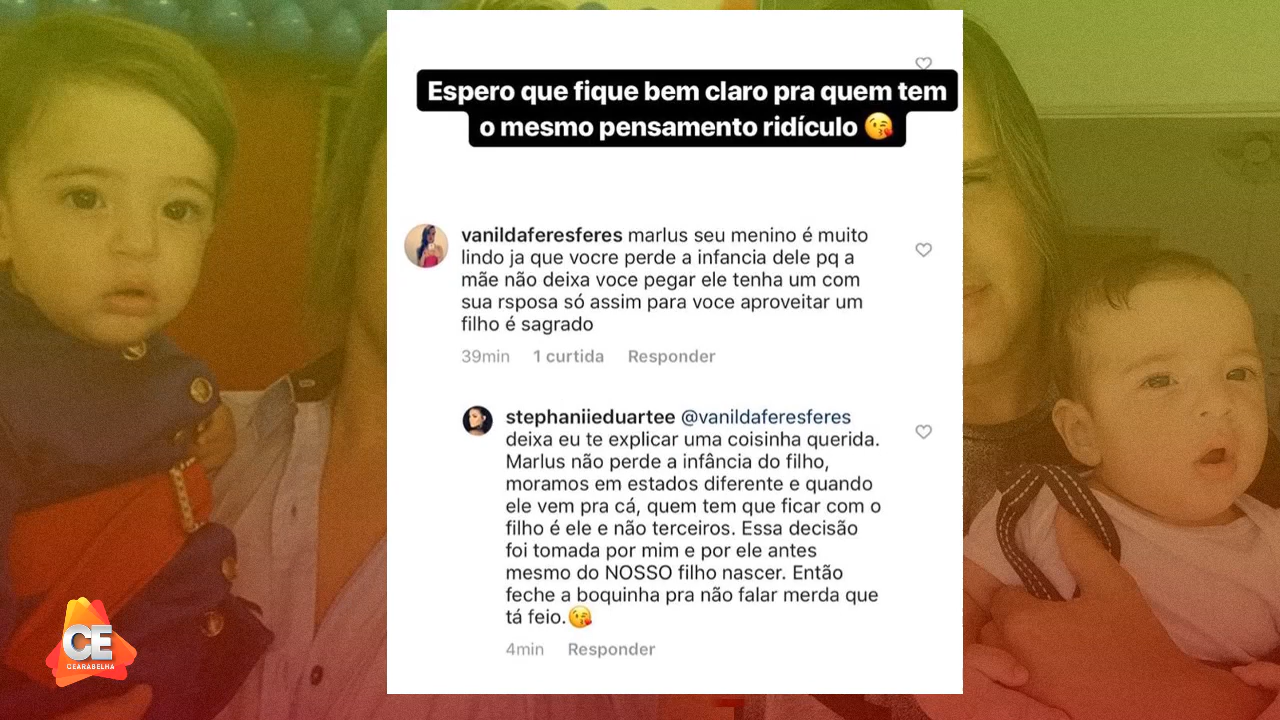 Espero que fique bem claro pra quem tem
o mesmo pensamento ridículo 😘
vanildaferesferes marlus seu menino é muito
lindo ja que vocre perde a infancia dele pq a
mãe não deixa voce pegar ele tenha um com
sua rsposa só assim para voce aproveitar um
filho é sagrado
39min 1 curtida Responder
stephaniieduartee @vanildaferesferes
deixa eu te explicar uma coisinha querida.
Marlus não perde a infância do filho,
moramos em estados diferente e quando
ele vem pra cá, quem tem que ficar com o
filho é ele e não terceiros. Essa decisão
foi tomada por mim e por ele antes
mesmo do NOSSO filho nascer. Então
feche a boquinha pra não falar merda que
tá feio.😘
4min Responder
CE
CEARABELHA